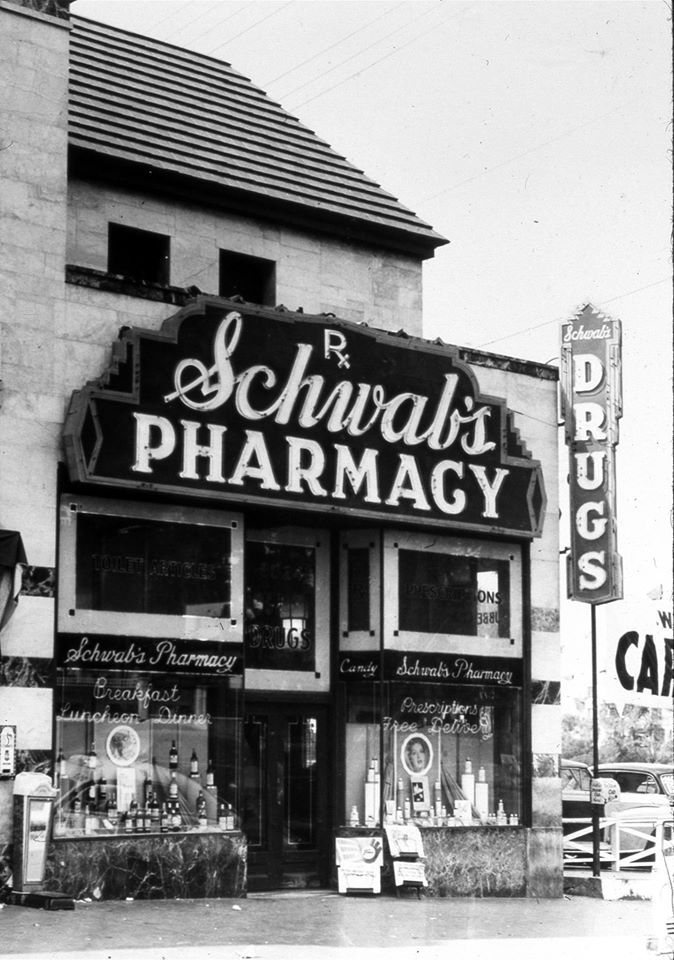 Rx
Schwab's
PHARMACY
Schwab's
DRUGS
TOILET ARTICLES
DRUGS
PRESCRIPTIONS
Schwab's Pharmacy
Candy
Schwab's Pharmacy
Breakfast
Luncheon Dinner
Prescriptions
Free Delivery
CAR